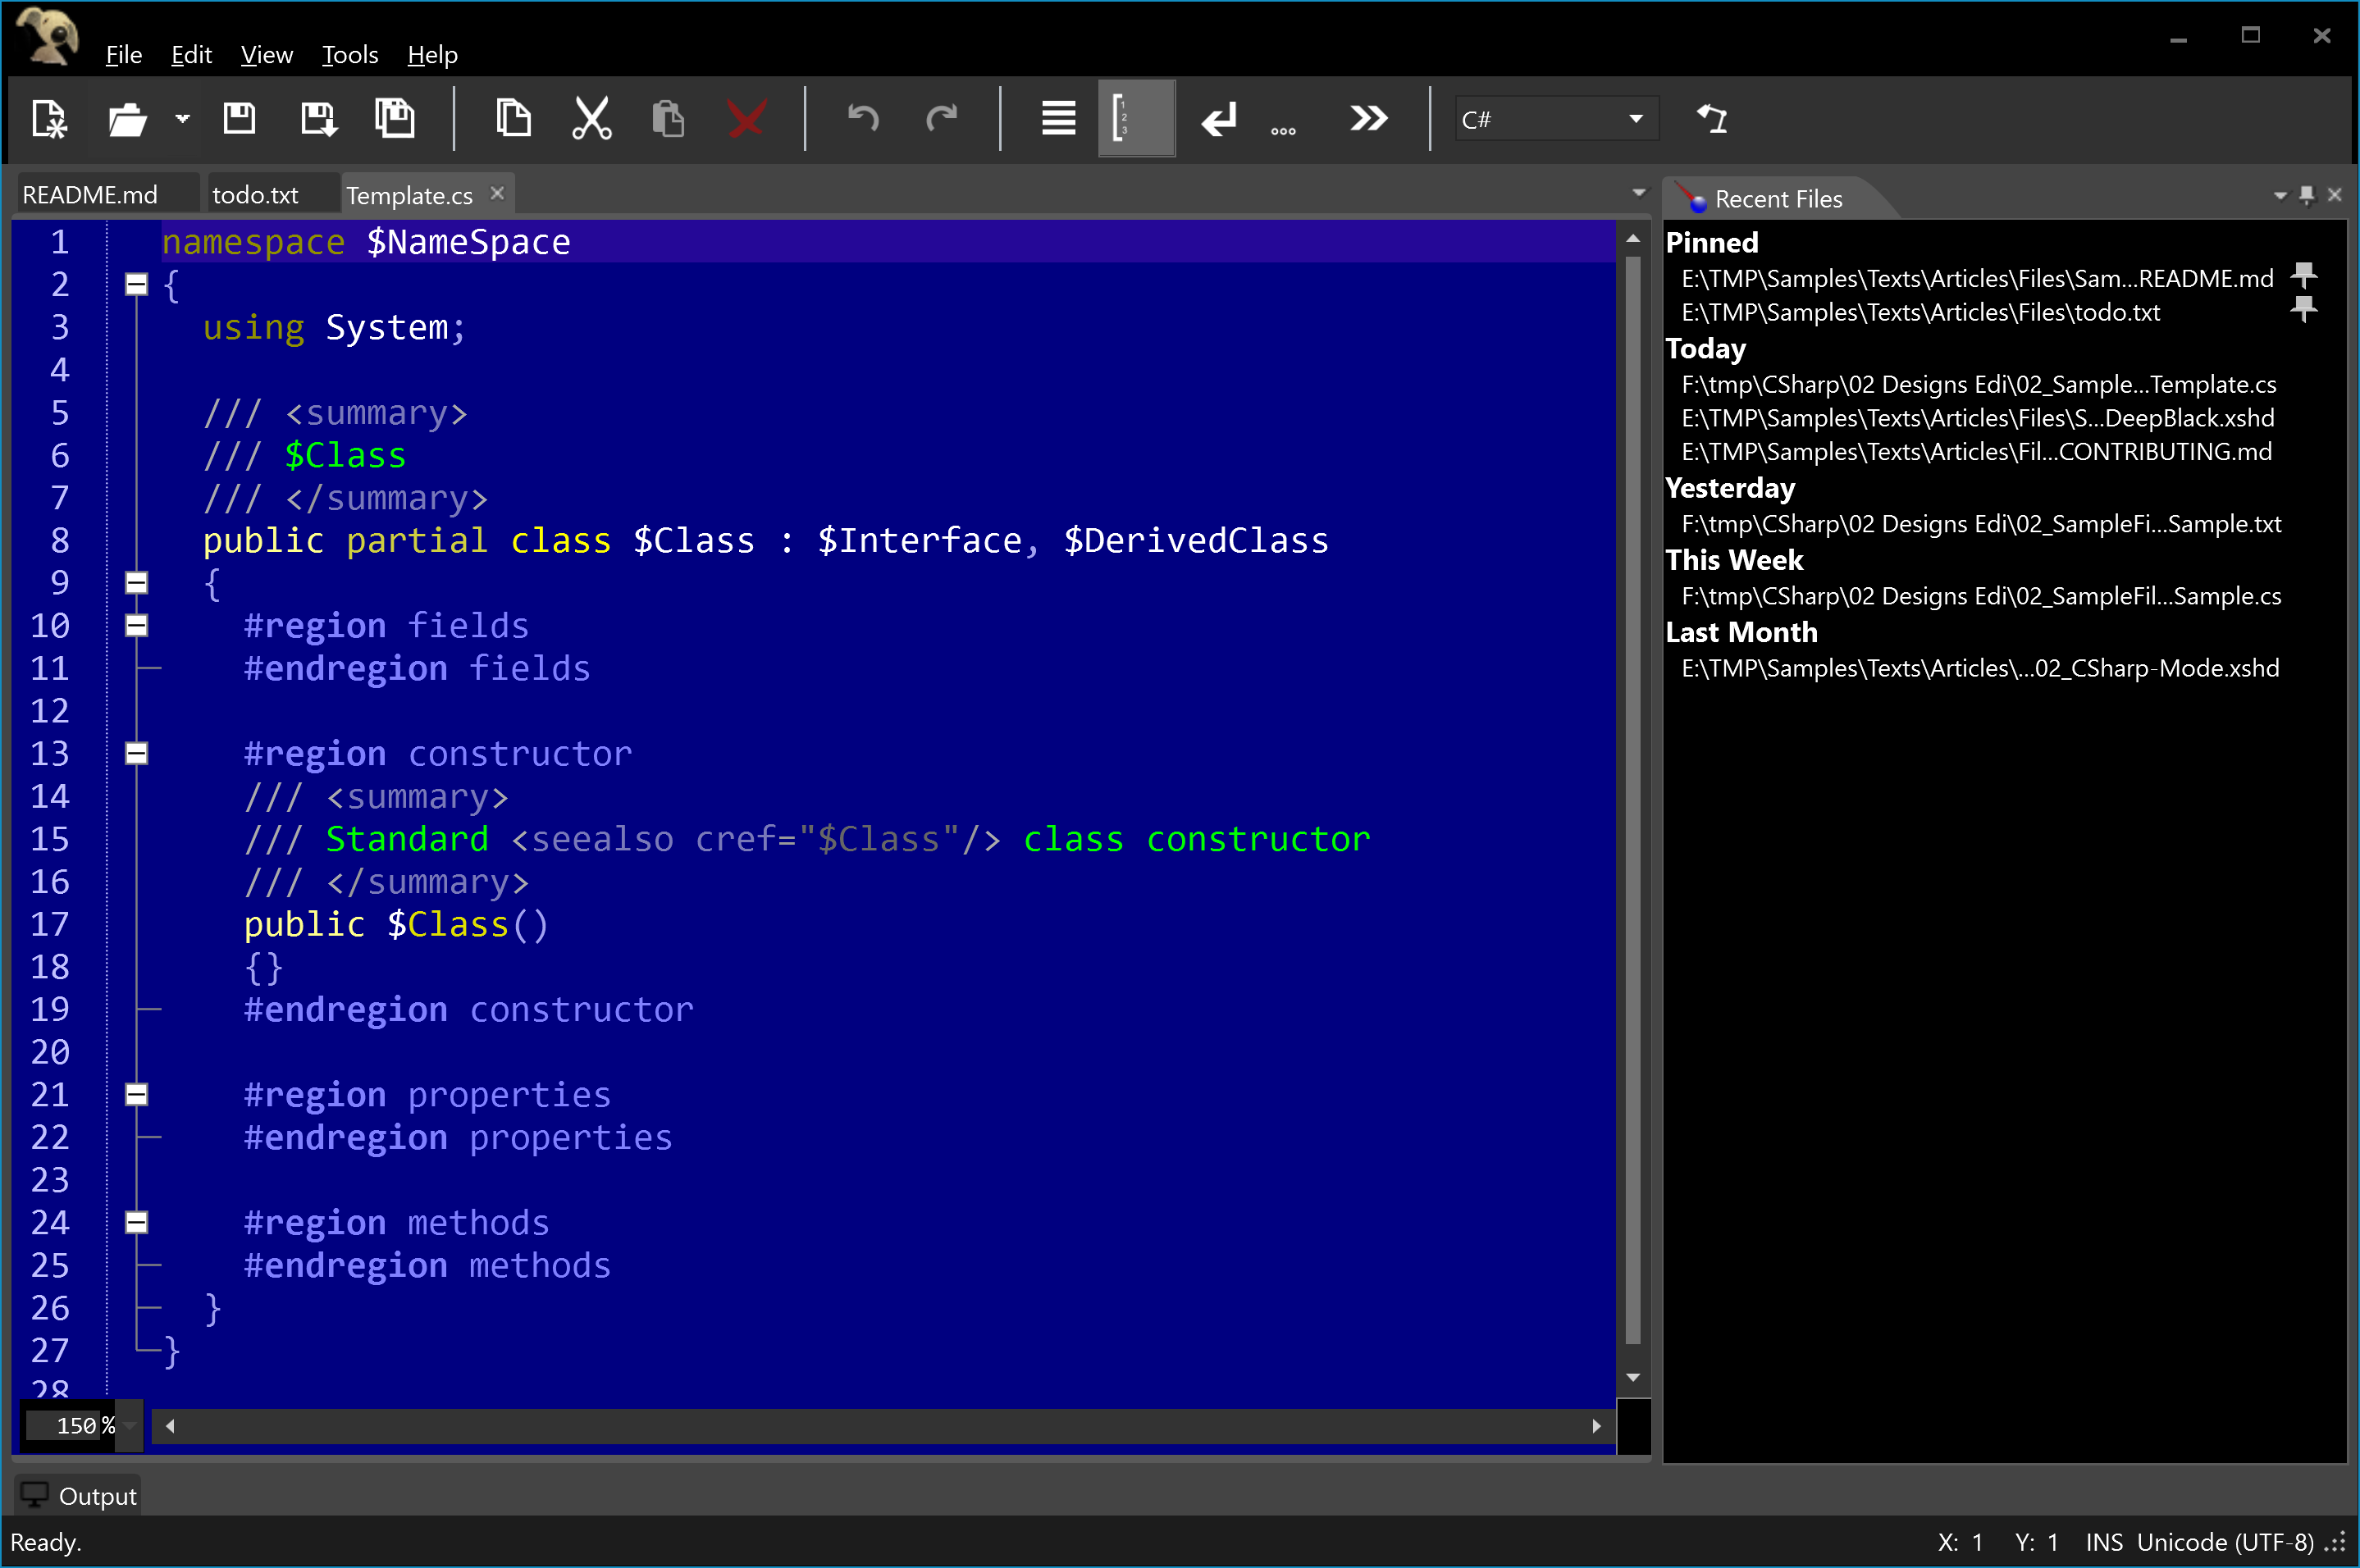 File Edit View Tools Help
C#
README.md todo.txt Template.cs
1 namespace $NameSpace
2 {
3 using System;
4
5 /// <summary>
6 /// $Class
7 /// </summary>
8 public partial class $Class : $Interface, $DerivedClass
9 {
10 #region fields
11 #endregion fields
12
13 #region constructor
14 /// <summary>
15 /// Standard <seealso cref="$Class"/> class constructor
16 /// </summary>
17 public $Class()
18 {}
19 #endregion constructor
20
21 #region properties
22 #endregion properties
23
24 #region methods
25 #endregion methods
26 }
27 }
28
150%
Recent Files
Pinned
E:\TMP\Samples\Texts\Articles\Files\Sam...README.md
E:\TMP\Samples\Texts\Articles\Files\todo.txt
Today
F:\tmp\CSharp\02 Designs Edi\02_Sample...Template.cs
E:\TMP\Samples\Texts\Articles\Files\S...DeepBlack.xshd
E:\TMP\Samples\Texts\Articles\Fil...CONTRIBUTING.md
Yesterday
F:\tmp\CSharp\02 Designs Edi\02_SampleFi...Sample.txt
This Week
F:\tmp\CSharp\02 Designs Edi\02_SampleFil...Sample.cs
Last Month
E:\TMP\Samples\Texts\Articles\...02_CSharp-Mode.xshd
Output
Ready.
X: 1 Y: 1 INS Unicode (UTF-8)